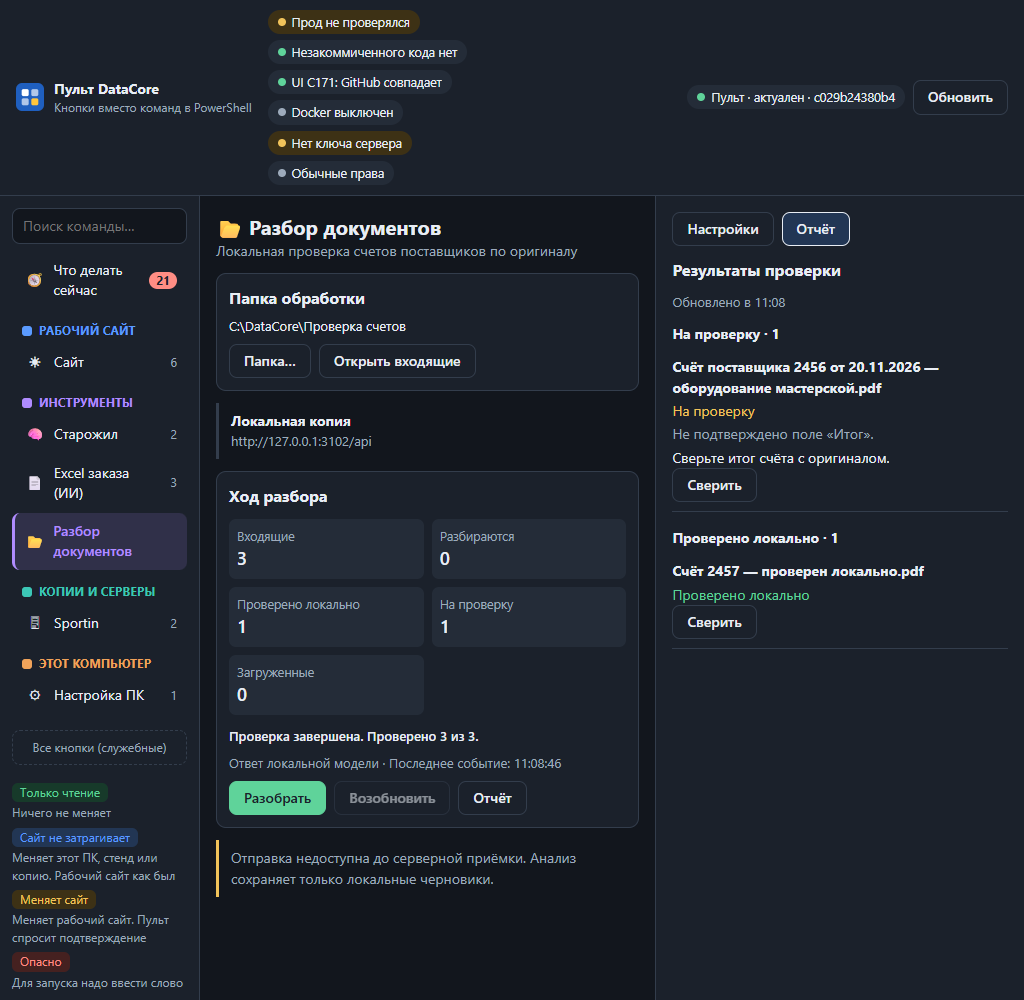 Пульт DataCore
Кнопки вместо команд в PowerShell
Прод не проверялся
Незакоммиченного кода нет
UI C171: GitHub совпадает
Docker выключен
Нет ключа сервера
Обычные права
Пульт · актуален · c029b24380b4
Обновить
Поиск команды...
Что делать
сейчас
21
РАБОЧИЙ САЙТ
Сайт 6
ИНСТРУМЕНТЫ
Старожил 2
Excel заказа
(ИИ)
3
Разбор
документов
КОПИИ И СЕРВЕРЫ
Sportin 2
ЭТОТ КОМПЬЮТЕР
Настройка ПК 1
Все кнопки (служебные)
Только чтение
Ничего не меняет
Сайт не затрагивает
Меняет этот ПК, стенд или
копию. Рабочий сайт как был
Меняет сайт
Меняет рабочий сайт. Пульт
спросит подтверждение
Опасно
Для запуска надо ввести слово
Разбор документов
Локальная проверка счетов поставщиков по оригиналу
Папка обработки
C:\DataCore\Проверка счетов
Папка... Открыть входящие
Локальная копия
http://127.0.0.1:3102/api
Ход разбора
Входящие
3
Разбираются
0
Проверено локально
1
На проверку
1
Загруженные
0
Проверка завершена. Проверено 3 из 3.
Ответ локальной модели · Последнее событие: 11:08:46
Разобрать Возобновить Отчёт
Отправка недоступна до серверной приёмки. Анализ
сохраняет только локальные черновики.
Настройки Отчёт
Результаты проверки
Обновлено в 11:08
На проверку · 1
Счёт поставщика 2456 от 20.11.2026 —
оборудование мастерской.pdf
На проверку
Не подтверждено поле «Итог».
Сверьте итог счёта с оригиналом.
Сверить
Проверено локально · 1
Счёт 2457 — проверен локально.pdf
Проверено локально
Сверить